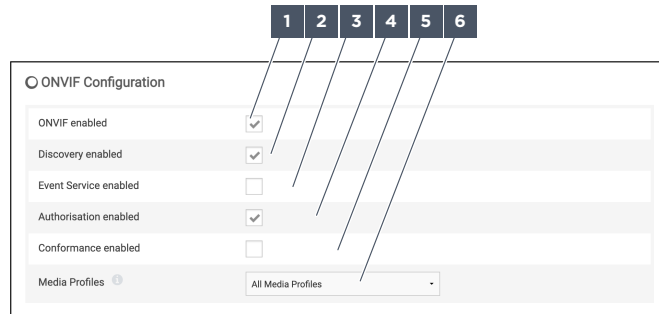 1 2 3 4 5 6
ONVIF Configuration
ONVIF enabled
Discovery enabled
Event Service enabled
Authorisation enabled
Conformance enabled
Media Profiles i All Media Profiles